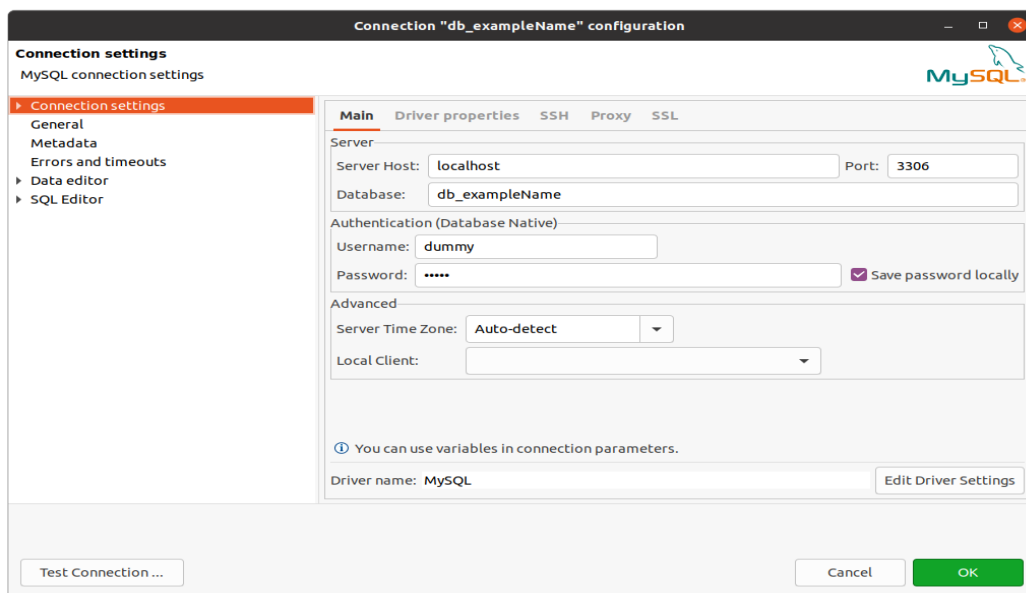 Connection "db_exampleName" configuration
Connection settings
MySQL connection settings
MySQL
Connection settings
General
Metadata
Errors and timeouts
Data editor
SQL Editor
Main Driver properties SSH Proxy SSL
Server
Server Host: localhost Port: 3306
Database: db_exampleName
Authentication (Database Native)
Username: dummy
Password: •••••  Save password locally
Advanced
Server Time Zone: Auto-detect
Local Client:
You can use variables in connection parameters.
Driver name: MySQL Edit Driver Settings
Test Connection ... Cancel OK